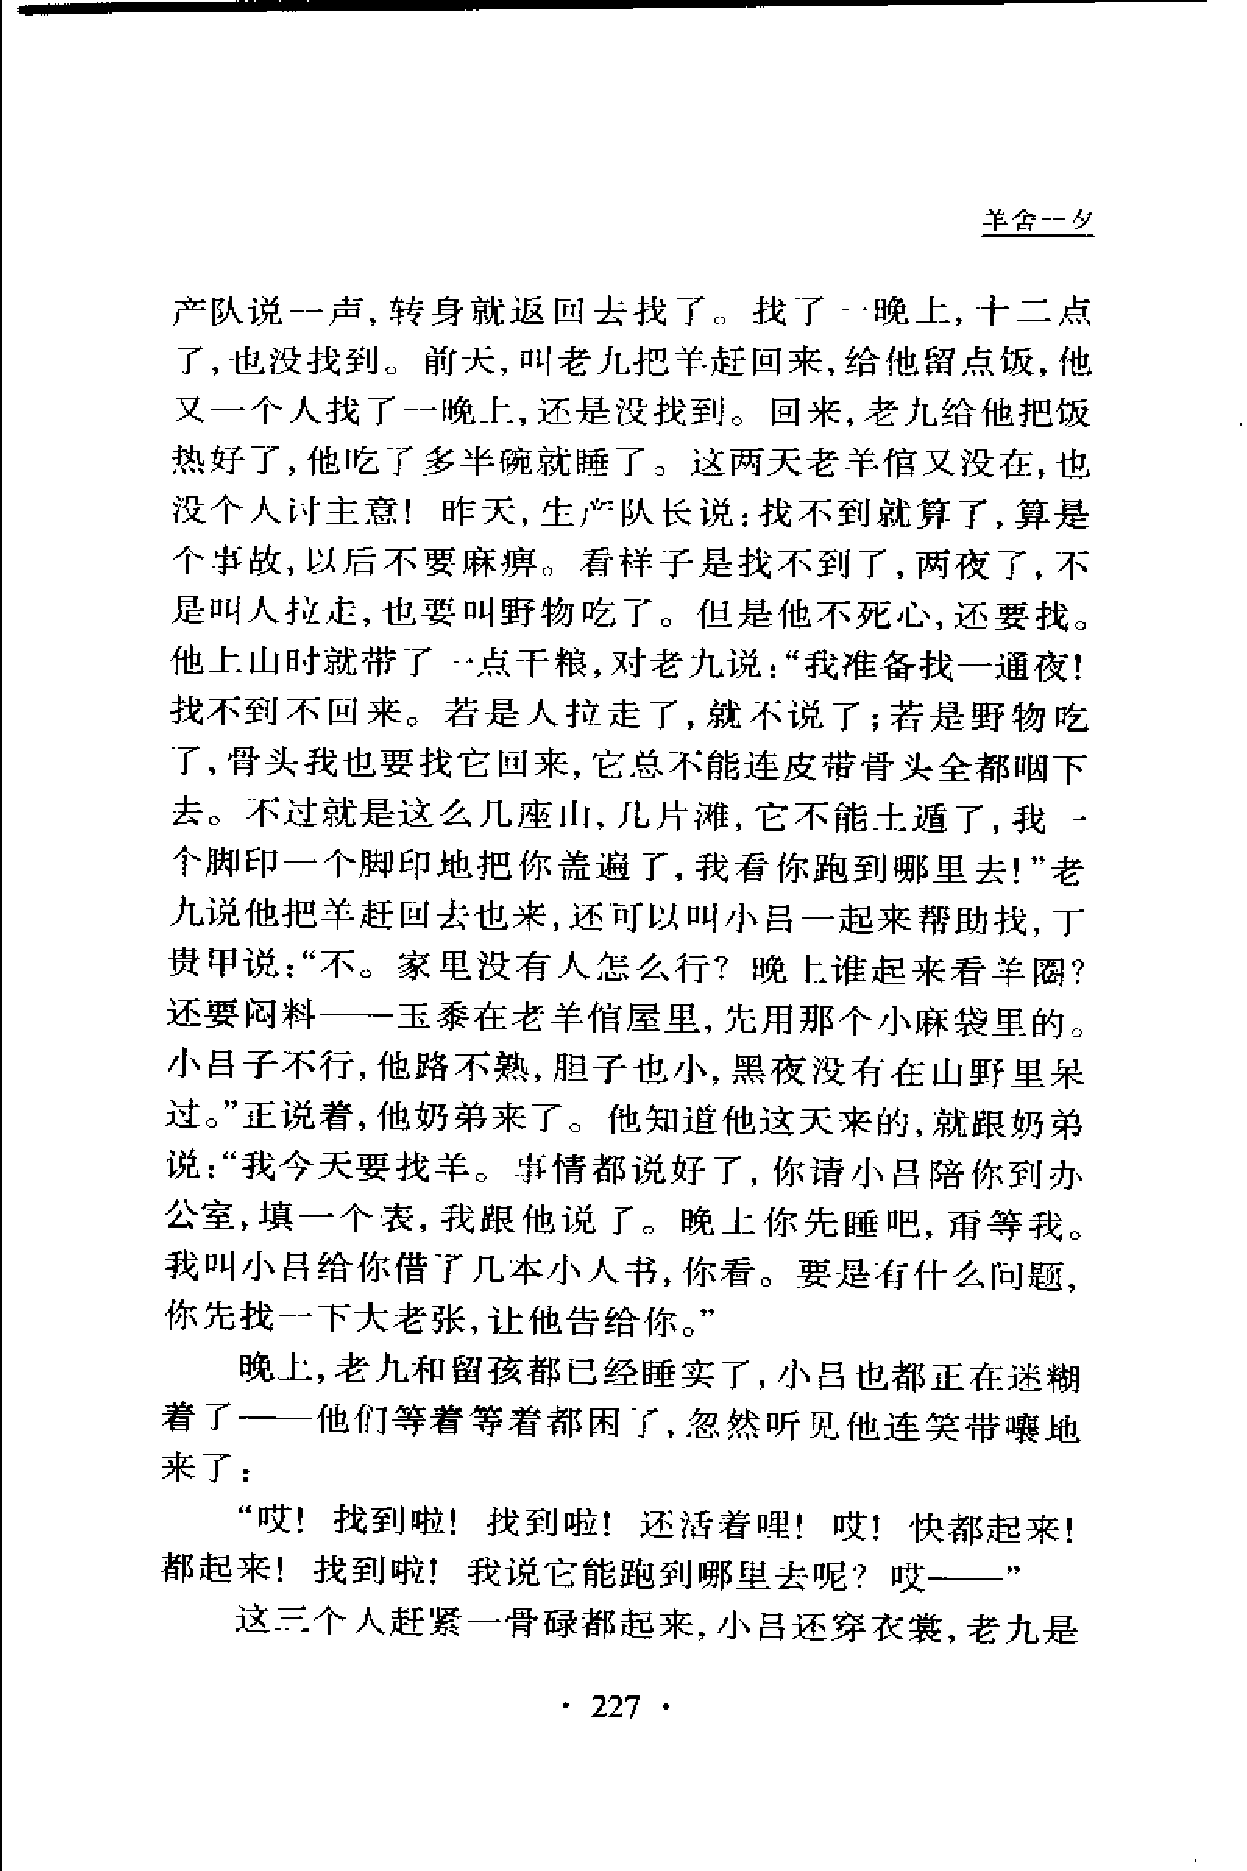 羊舍一夕
产队说一声,转身就返回去找了。找了一晚上,十二点
了,也没找到。前天,叫老九把羊赶回来,给他留点饭,他
又一个人找了一晚上,还是没找到。回来,老九给他把饭
热好了,他吃了多半碗就睡了。这两天老羊倌又没在,也
没个人讨主意!昨天,生产队长说:找不到就算了,算是
个事故,以后不要麻痹。看样子是找不到了,两夜了,不
是叫人拉走,也要叫野物吃了。但是他不死心,还要找。
他上山时就带了一点干粮,对老九说:“我准备找一通夜!
找不到不回来。若是人拉走了,就不说了;若是野物吃
了,骨头我也要找它回来,它总不能连皮带骨头全都咽下
去。不过就是这么几座山,几片滩,它不能土遁了,我一
个脚印一个脚印地把你盖遍了,我看你跑到哪里去!”老
九说他把羊赶回去也来,还可以叫小吕一起来帮助找,丁
贵甲说:“不。家里没有人怎么行?晚上谁起来看羊圈?
还要闷料——玉黍在老羊倌屋里,先用那个小麻袋里的。
小吕子不行,他路不熟,胆子也小,黑夜没有在山野里呆
过。”正说着,他奶弟来了。他知道他这天来的,就跟奶弟
说:“我今天要找羊。事情都说好了,你请小吕陪你到办
公室,填一个表,我跟他说了。晚上你先睡吧,甭等我。
我叫小吕给你借了几本小人书,你看。要是有什么问题,
你先找一下大老张,让他告给你。”
晚上,老九和留孩都已经睡实了,小吕也都正在迷糊
着了——他们等着等着都困了,忽然听见他连笑带嚷地
来了:
“哎!找到啦!找到啦!还活着哩!哎!快都起来!
都起来!找到啦!我说它能跑到哪里去呢?哎——”
这三个人赶紧一骨碌都起来,小吕还穿衣裳,老九是
· 227 ·